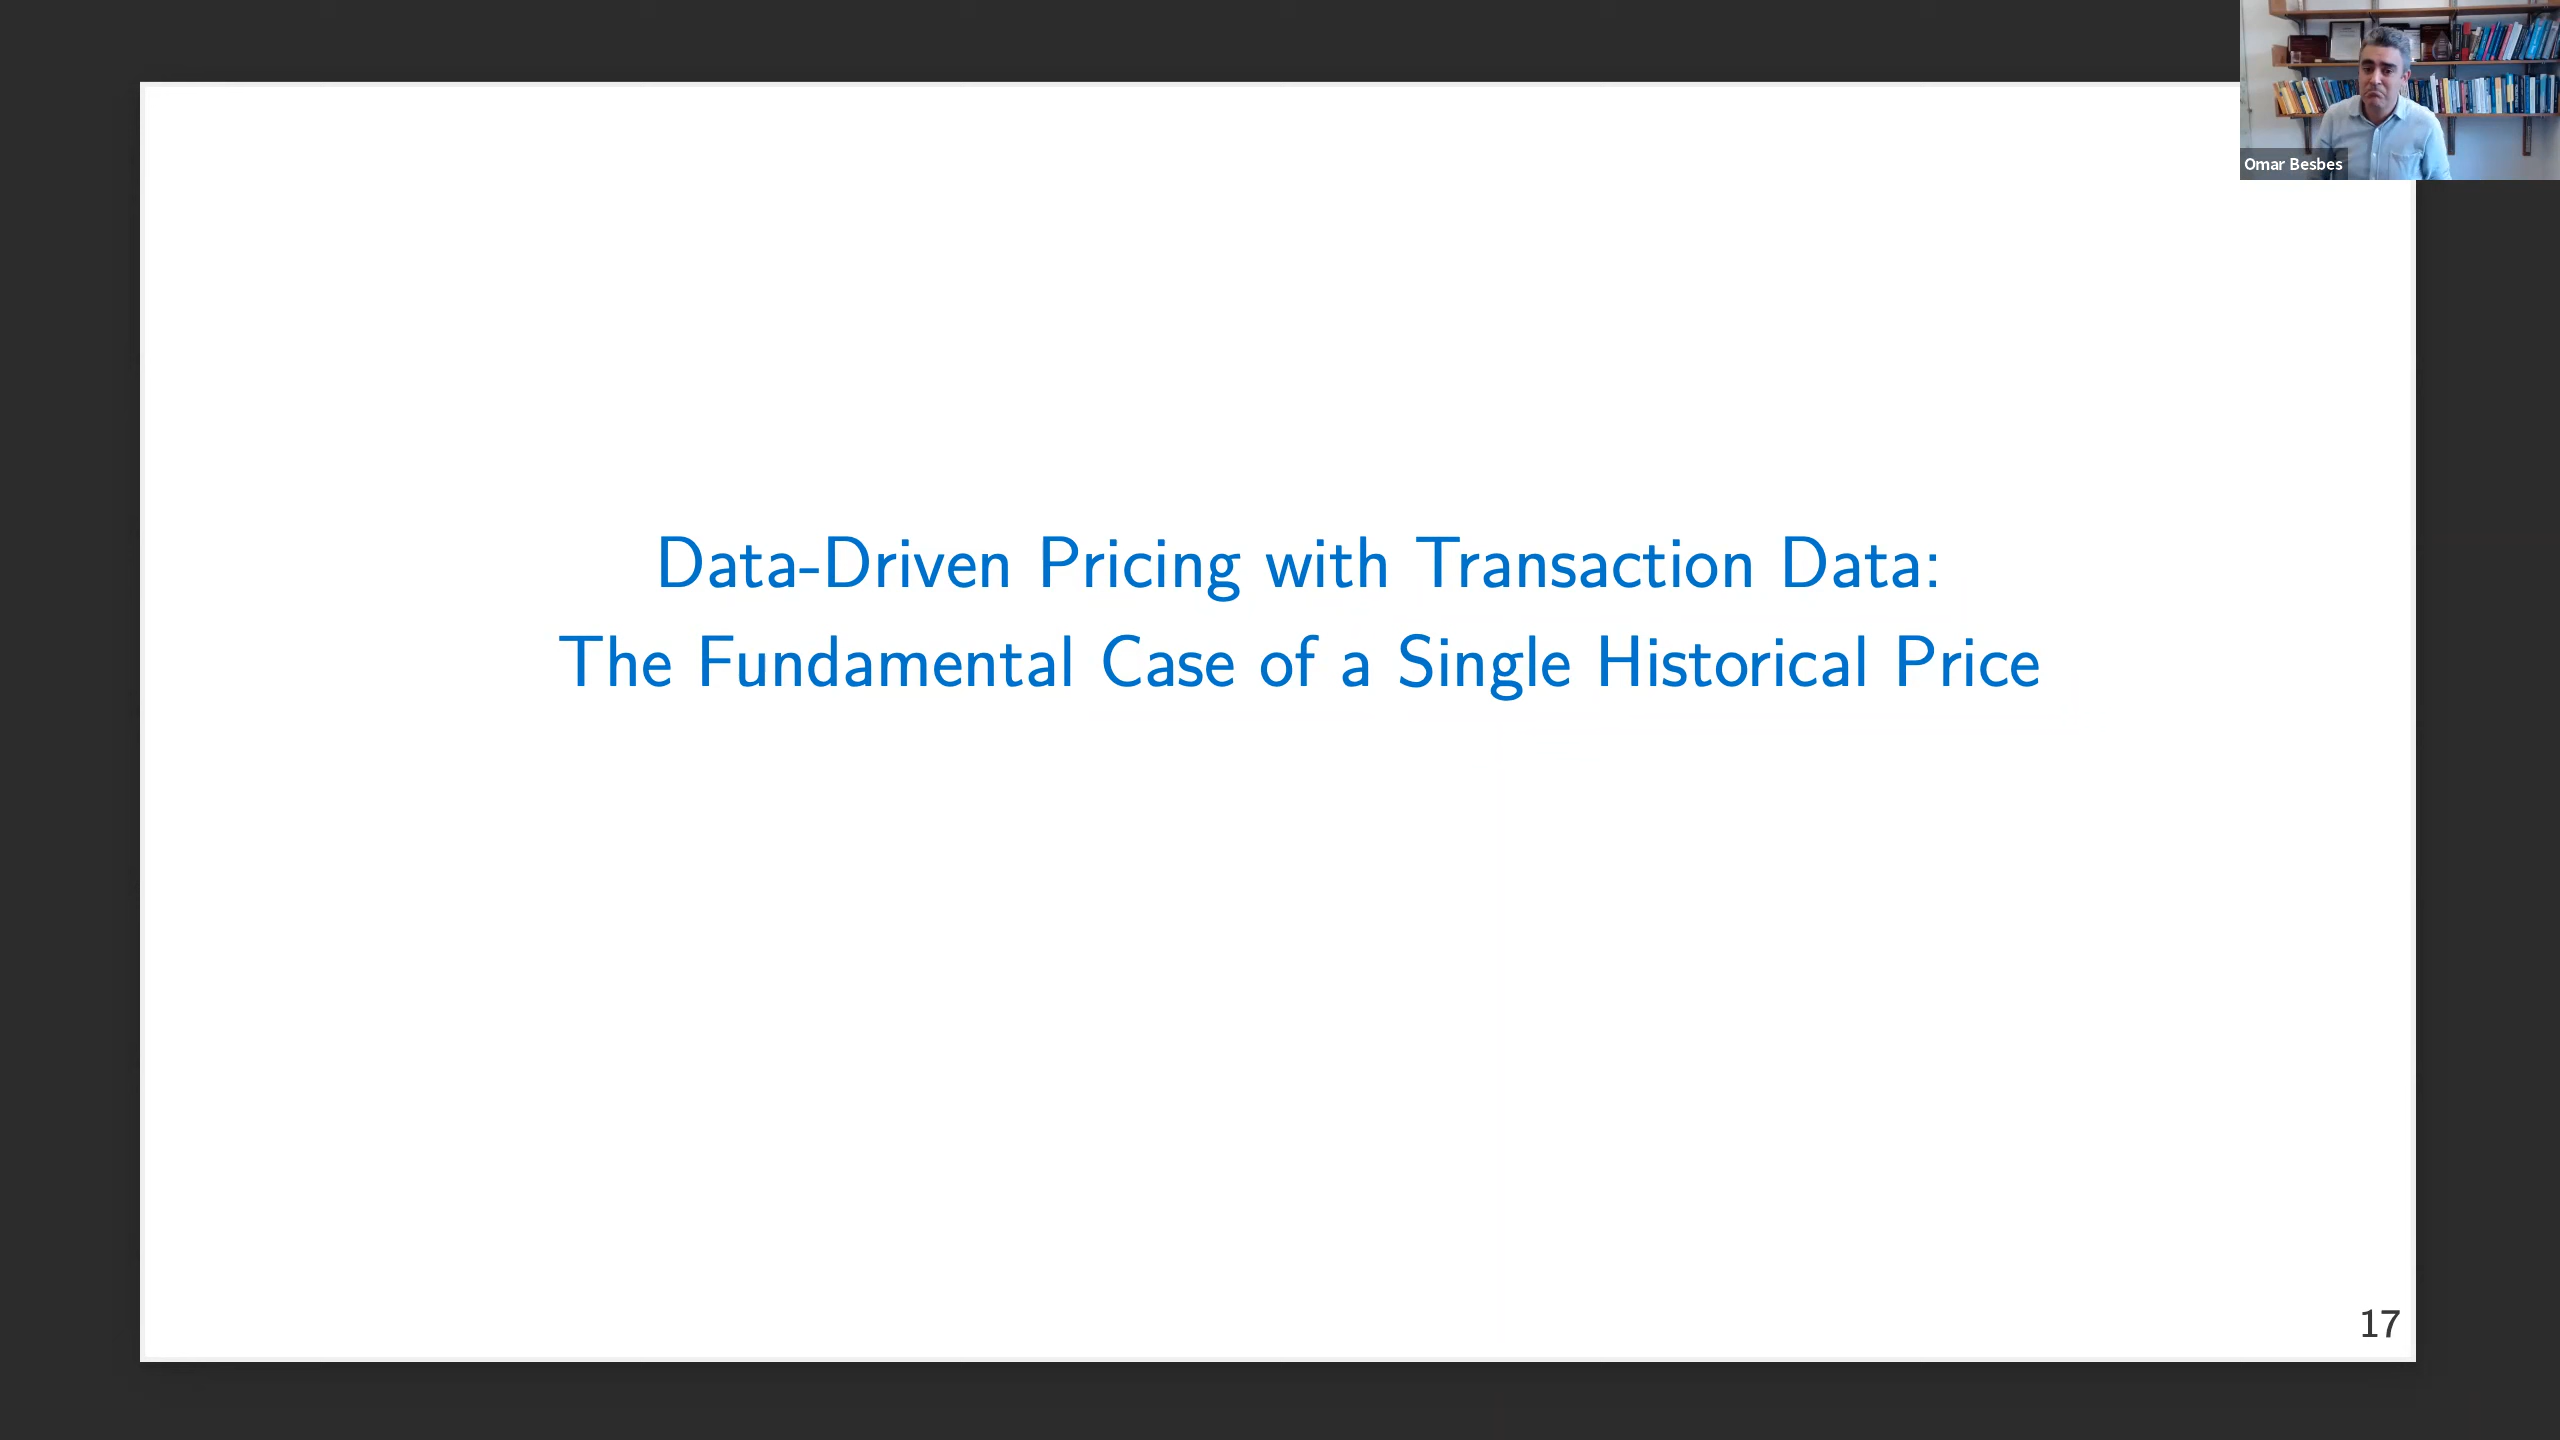 Omar Besbes
Data-Driven Pricing with Transaction Data:
The Fundamental Case of a Single Historical Price
17